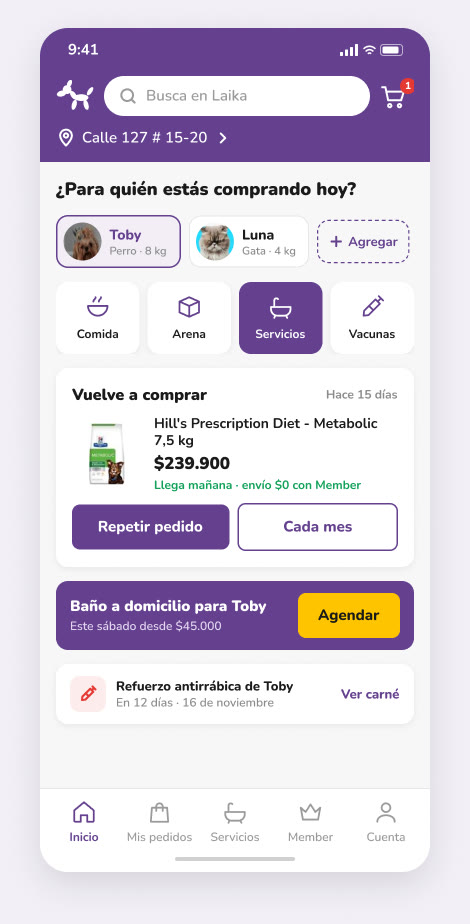 9:41
Busca en Laika
1
Calle 127 # 15-20
¿Para quién estás comprando hoy?
Toby
Perro · 8 kg
Luna
Gata · 4 kg
+ Agregar
Comida
Arena
Servicios
Vacunas
Vuelve a comprar
Hace 15 días
Hill's Prescription Diet - Metabolic
7,5 kg
$239.900
Llega mañana · envío $0 con Member
METABOLIC
Repetir pedido
Cada mes
Baño a domicilio para Toby
Este sábado desde $45.000
Agendar
Refuerzo antirrábica de Toby
En 12 días · 16 de noviembre
Ver carné
Inicio
Mis pedidos
Servicios
Member
Cuenta